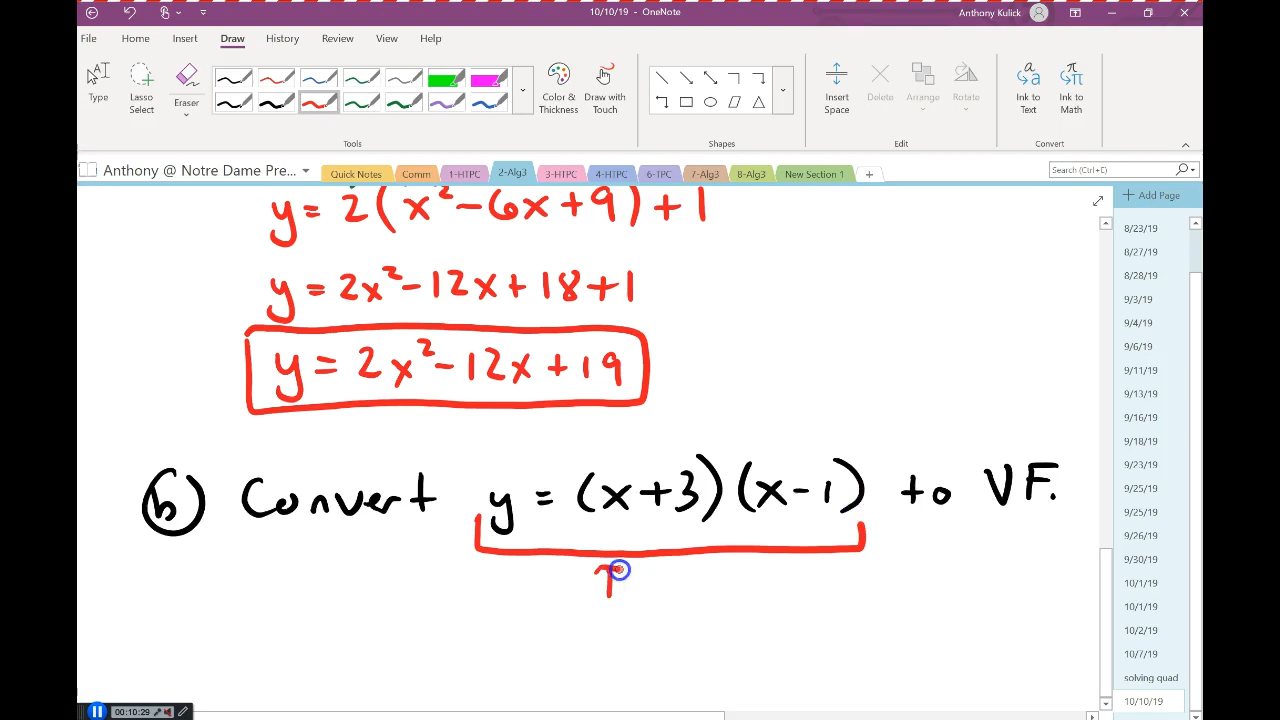 10/10/19 - OneNote
Anthony Kulick
File Home Insert Draw History Review View Help
Type
Lasso Select
Eraser
Color & Thickness
Draw with Touch
Insert Space
Delete
Arrange
Rotate
Ink to Text
Ink to Math
Tools
Shapes
Edit
Convert
Anthony @ Notre Dame Pre...
Quick Notes Comm 1-HTPC 2-Alg3 3-HTPC 4-HTPC 6-TPC 7-Alg3 8-Alg3 New Section 1
Search (Ctrl+E)
Add Page
8/23/19
8/27/19
8/28/19
9/3/19
9/4/19
9/6/19
9/11/19
9/13/19
9/16/19
9/18/19
9/23/19
9/25/19
9/25/19
9/26/19
9/30/19
10/1/19
10/1/19
10/2/19
10/7/19
solving quad
10/10/19
y = 2(x² - 6x + 9) + 1
y = 2x² - 12x + 18 + 1
y = 2x² - 12x + 19
b Convert y = (x+3)(x-1) to VF.
00:10:29